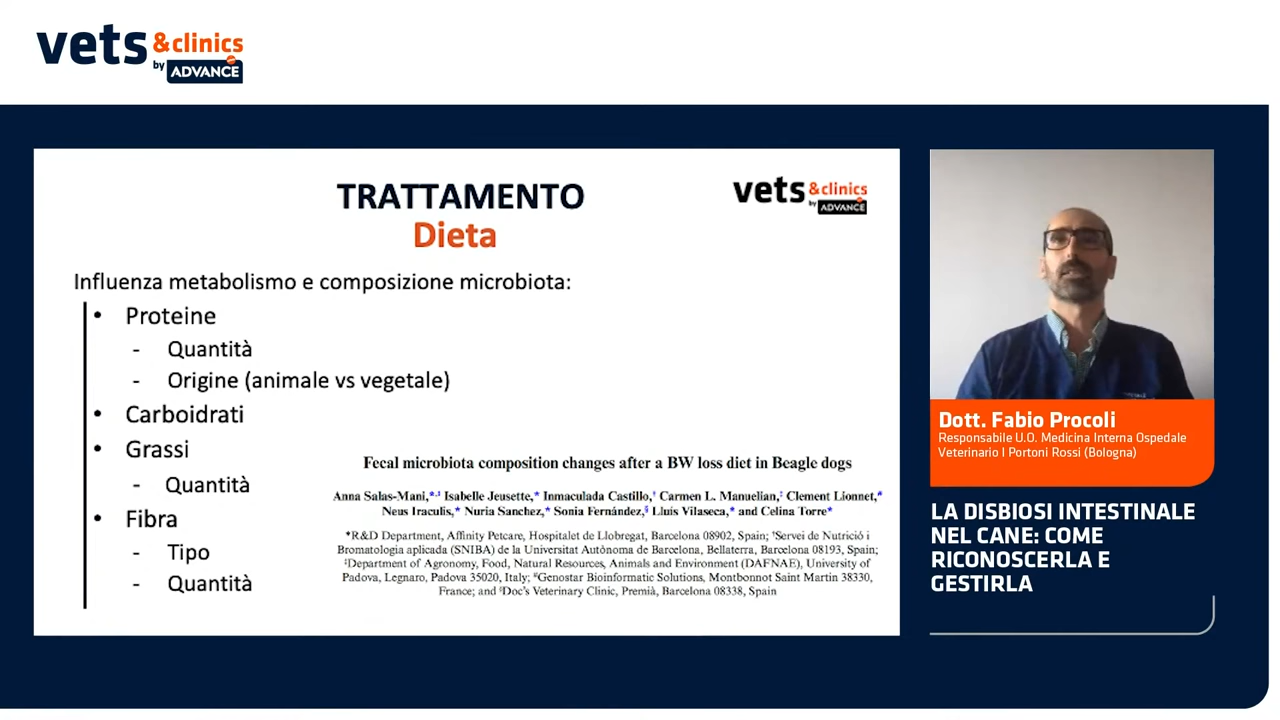 vets &clinics
by ADVANCE
TRATTAMENTO
Dieta
vets &clinics
by ADVANCE
Influenza metabolismo e composizione microbiota:
• Proteine
- Quantità
- Origine (animale vs vegetale)
• Carboidrati
• Grassi
- Quantità
• Fibra
- Tipo
- Quantità
Fecal microbiota composition changes after a BW loss diet in Beagle dogs
Anna Salas-Mani,*,‡ Isabelle Jeusette,* Inmaculada Castillo,† Carmen L. Manuelian,‡ Clement Lionnet,#
Neus Iraculis,* Nuria Sanchez,* Sonia Fernández,§ Lluís Vilaseca,* and Celina Torre*
*R&D Department, Affinity Petcare, Hospitalet de Llobregat, Barcelona 08902, Spain; †Servei de Nutrició i
Bromatologia aplicada (SNIBA) de la Universitat Autònoma de Barcelona, Bellaterra, Barcelona 08193, Spain;
‡Department of Agronomy, Food, Natural Resources, Animals and Environment (DAFNAE), University of
Padova, Legnaro, Padova 35020, Italy; #Genostar Bioinformatic Solutions, Montbonnot Saint Martin 38330,
France; and §Doc's Veterinary Clinic, Premià, Barcelona 08338, Spain
Dott. Fabio Procoli
Responsabile U.O. Medicina Interna Ospedale
Veterinario I Portoni Rossi (Bologna)
LA DISBIOSI INTESTINALE
NEL CANE: COME
RICONOSCERLA E
GESTIRLA